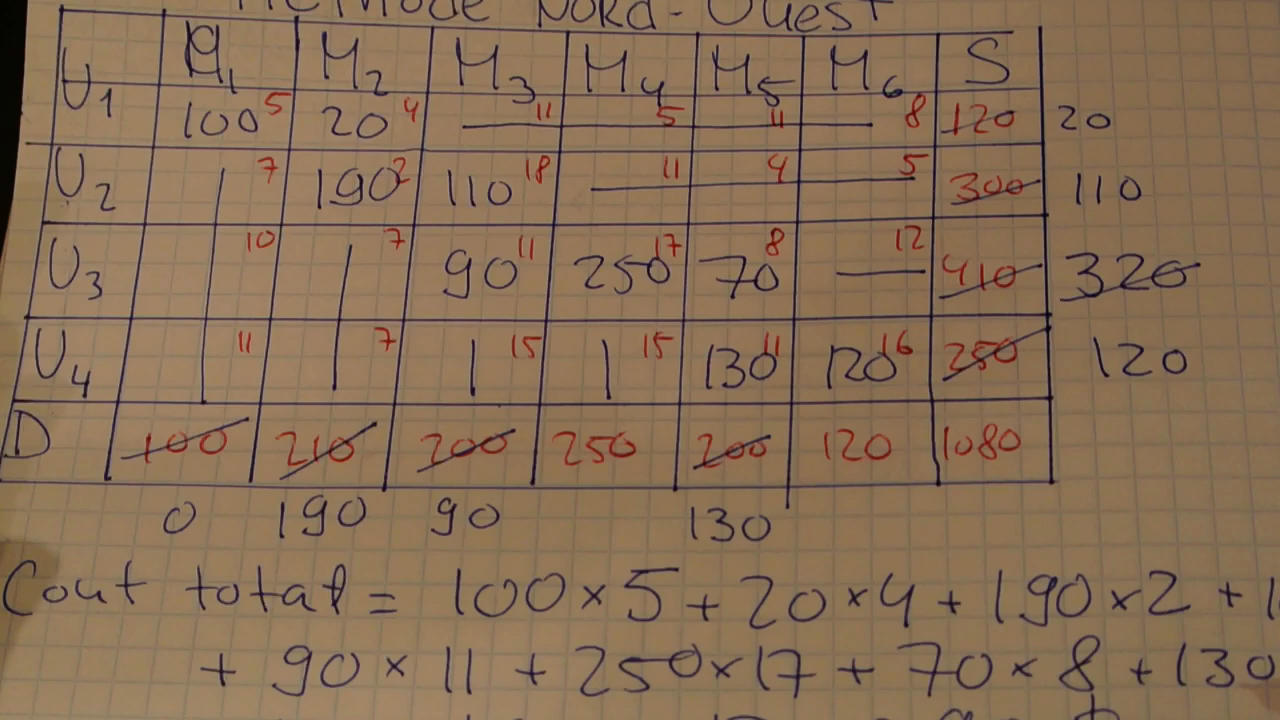 Methode Nord-Ouest
M1 M2 M3 M4 M5 M6 S
U1 100 5 20 4 11 5 11 8 120 20
U2 7 190 2 110 18 11 4 5 300 110
U3 10 7 90 11 250 17 70 8 12 410 320
U4 11 7 15 15 130 11 120 16 250 120
D 100 210 200 250 200 120 1080
0 190 90 130
Cout total = 100 × 5 + 20 × 4 + 190 × 2 + 1
+ 90 × 11 + 250 × 17 + 70 × 8 + 130